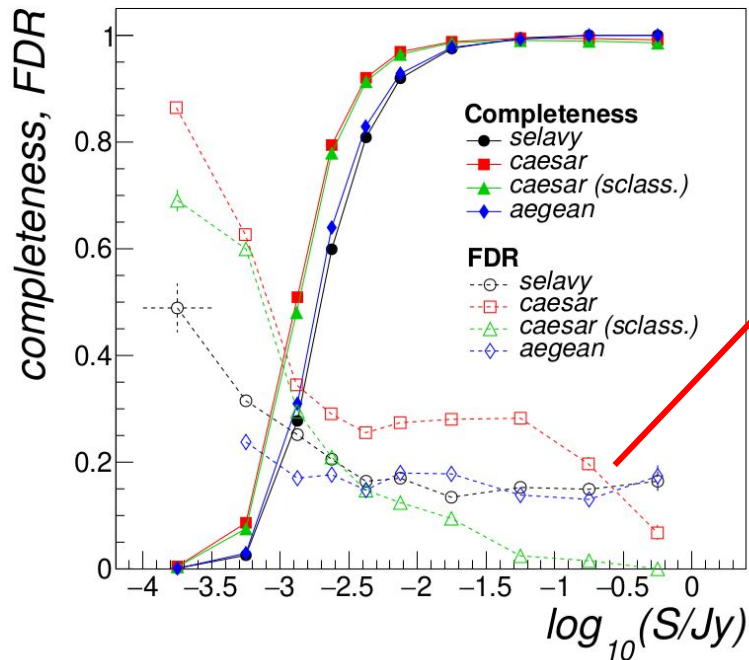 completeness, FDR
1
0.8
0.6
0.4
0.2
0
Completeness
selavy
caesar
caesar (sclass.)
aegean
FDR
selavy
caesar
caesar (sclass.)
aegean
−4 −3.5 −3 −2.5 −2 −1.5 −1 −0.5 0
log10(S/Jy)